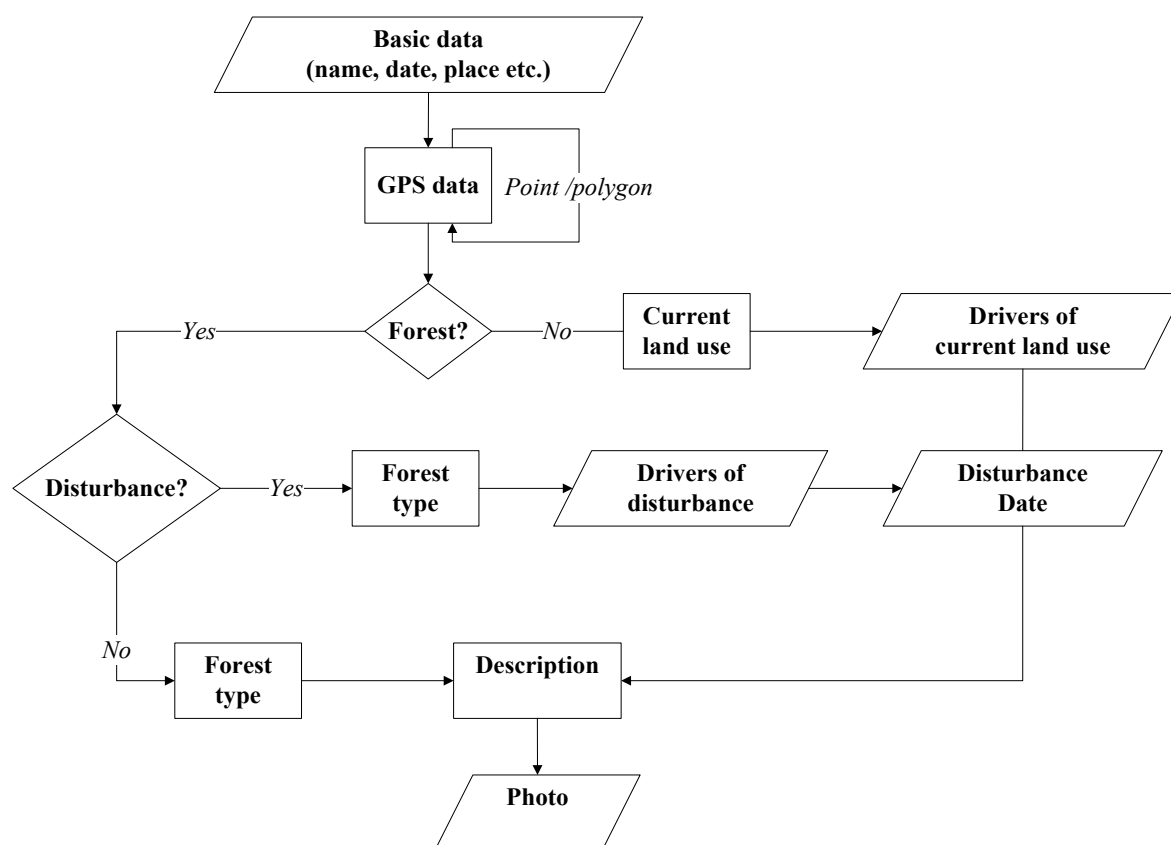 Basic data
(name, date, place etc.)
GPS data
Point /polygon
Yes
Forest?
No
Current
land use
Drivers of
current land use
Disturbance?
Yes
Forest
type
Drivers of
disturbance
Disturbance
Date
No
Forest
type
Description
Photo